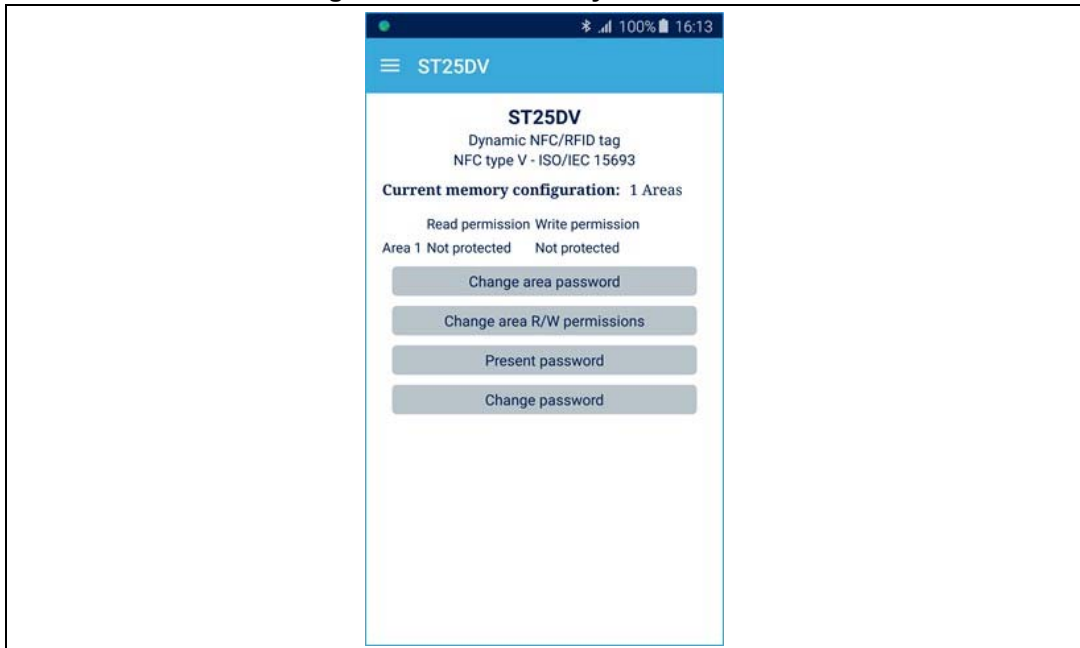 100% 16:13
ST25DV
ST25DV
Dynamic NFC/RFID tag
NFC type V - ISO/IEC 15693
Current memory configuration: 1 Areas
Read permission Write permission
Area 1 Not protected Not protected
Change area password
Change area R/W permissions
Present password
Change password